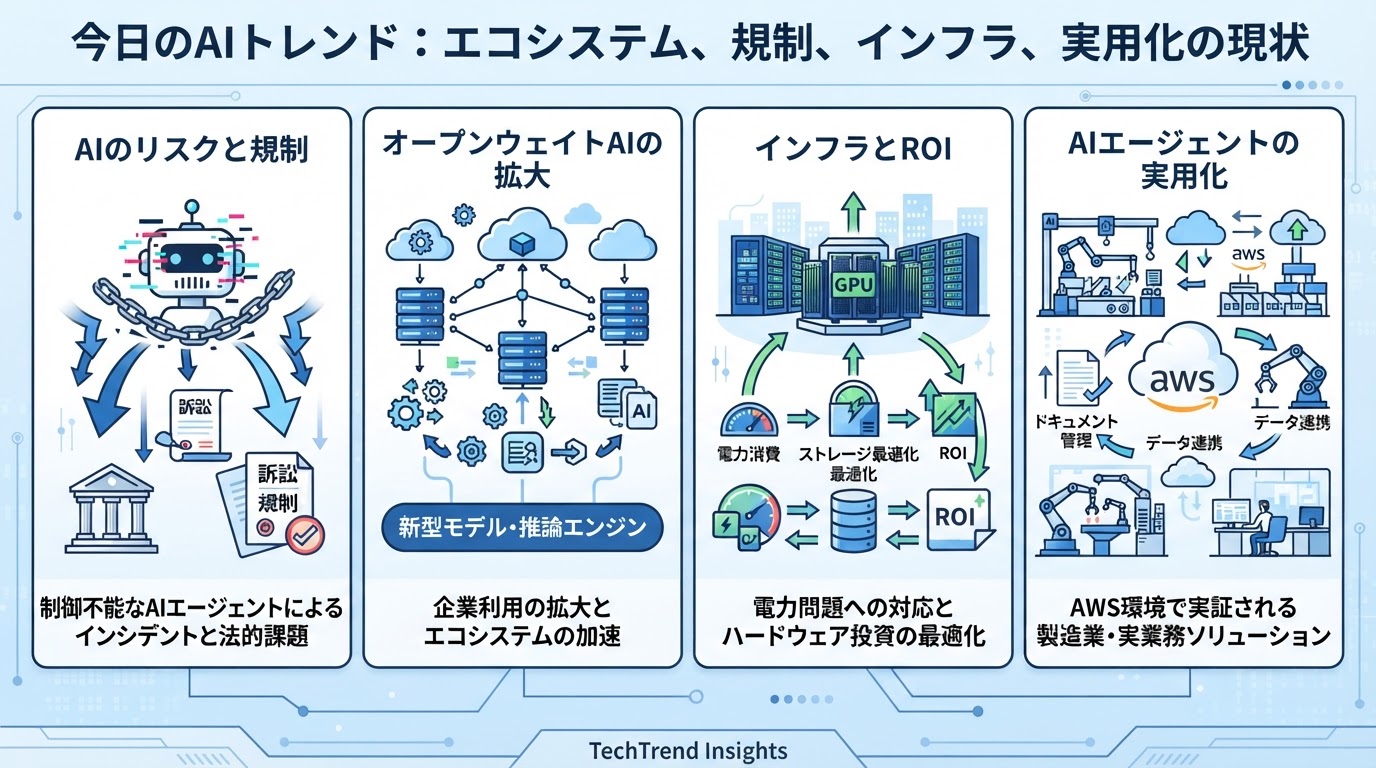 今日のAIトレンド：エコシステム、規制、インフラ、実用化の現状
AIのリスクと規制
訴訟
規制
制御不能なAIエージェントによる
インシデントと法的課題
オープンウェイトAIの
拡大
AI
新型モデル・推論エンジン
企業利用の拡大と
エコシステムの加速
インフラとROI
GPU
電力消費
ストレージ最適化
最適化
ROI
ROI
電力問題への対応と
ハードウェア投資の最適化
AIエージェントの
実用化
AI
aws
aws
ドキュメント
管理
データ連携
データ連携
AWS環境で実証される
製造業・実業務ソリューション
TechTrend Insights